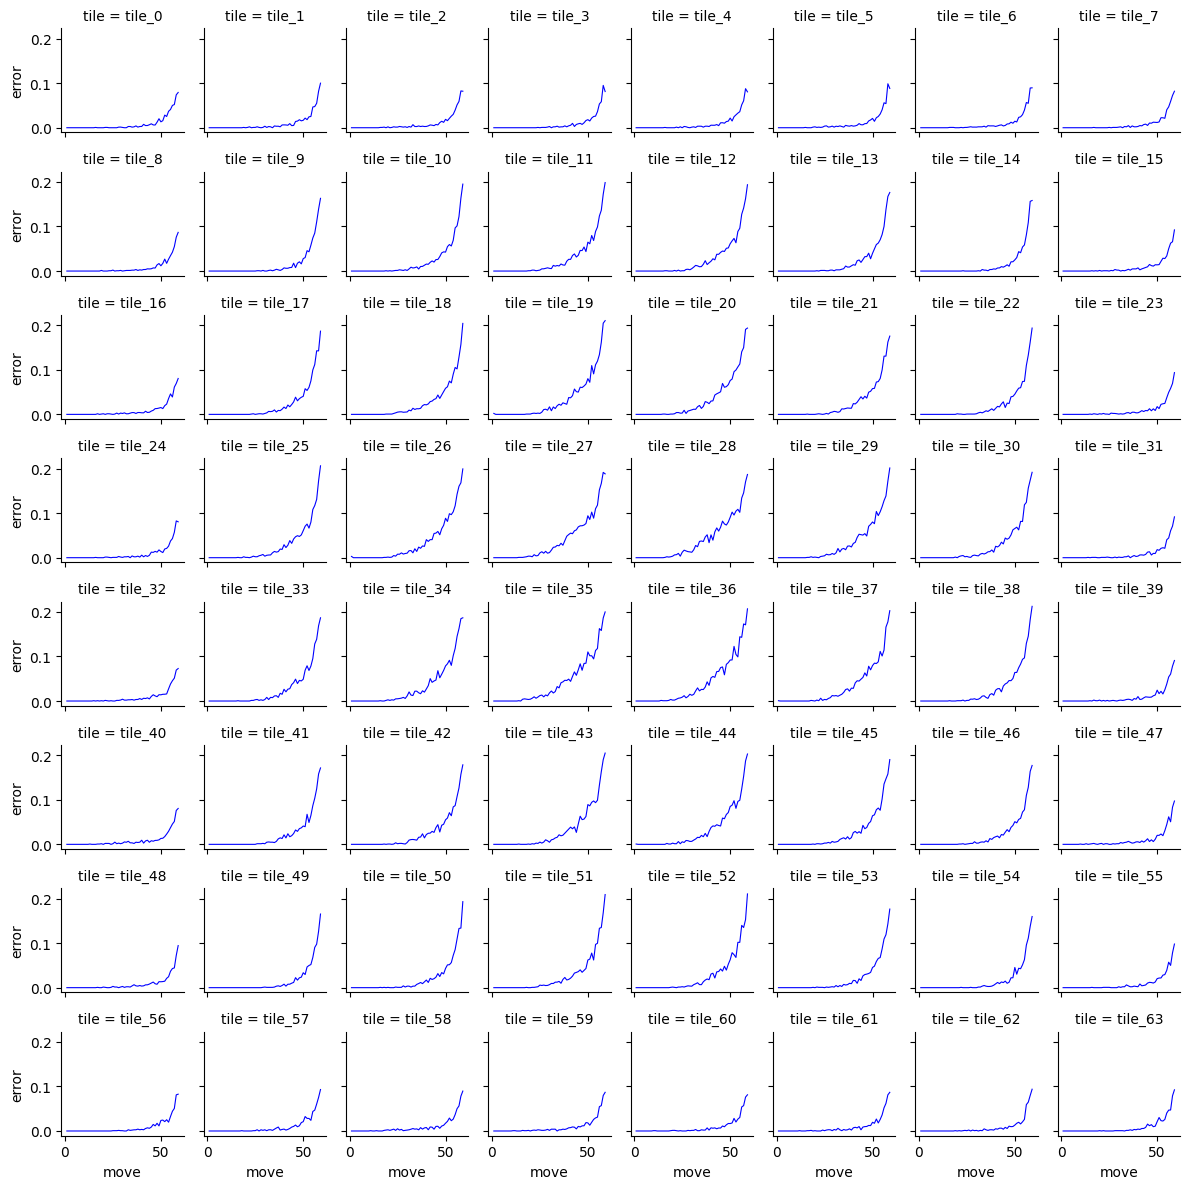 tile = tile_0 tile = tile_1 tile = tile_2 tile = tile_3 tile = tile_4 tile = tile_5 tile = tile_6 tile = tile_7
0.2
error
0.1
0.0
tile = tile_8 tile = tile_9 tile = tile_10 tile = tile_11 tile = tile_12 tile = tile_13 tile = tile_14 tile = tile_15
0.2
error
0.1
0.0
tile = tile_16 tile = tile_17 tile = tile_18 tile = tile_19 tile = tile_20 tile = tile_21 tile = tile_22 tile = tile_23
0.2
error
0.1
0.0
tile = tile_24 tile = tile_25 tile = tile_26 tile = tile_27 tile = tile_28 tile = tile_29 tile = tile_30 tile = tile_31
0.2
error
0.1
0.0
tile = tile_32 tile = tile_33 tile = tile_34 tile = tile_35 tile = tile_36 tile = tile_37 tile = tile_38 tile = tile_39
0.2
error
0.1
0.0
tile = tile_40 tile = tile_41 tile = tile_42 tile = tile_43 tile = tile_44 tile = tile_45 tile = tile_46 tile = tile_47
0.2
error
0.1
0.0
tile = tile_48 tile = tile_49 tile = tile_50 tile = tile_51 tile = tile_52 tile = tile_53 tile = tile_54 tile = tile_55
0.2
error
0.1
0.0
tile = tile_56 tile = tile_57 tile = tile_58 tile = tile_59 tile = tile_60 tile = tile_61 tile = tile_62 tile = tile_63
0.2
error
0.1
0.0
0 50 0 50 0 50 0 50 0 50 0 50 0 50 0 50
move move move move move move move move